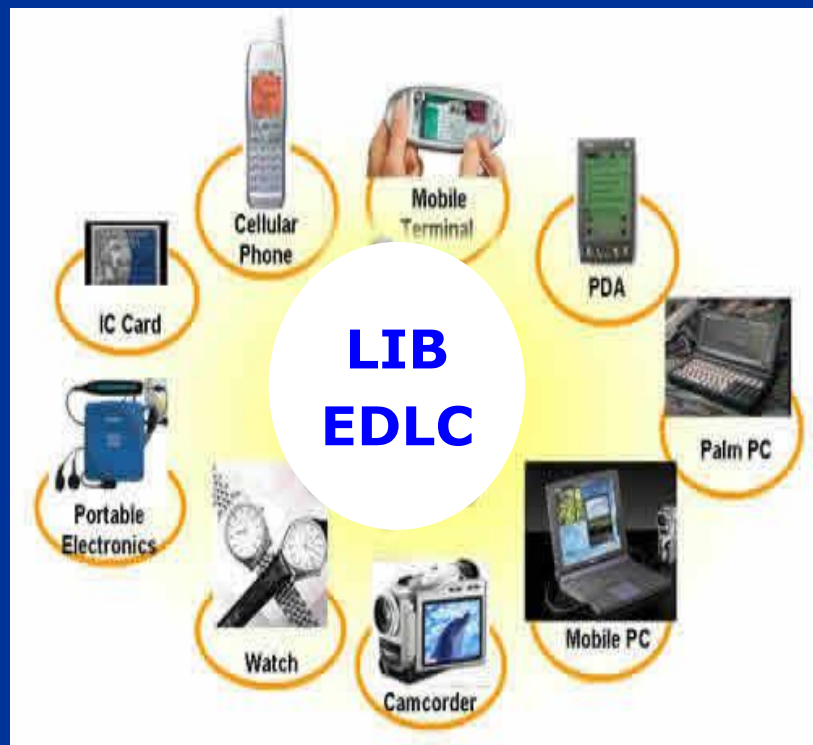 Cellular
Phone
Mobile
Terminal
PDA
IC Card
LIB
EDLC
Palm PC
Portable
Electronics
Mobile PC
Watch
Camcorder